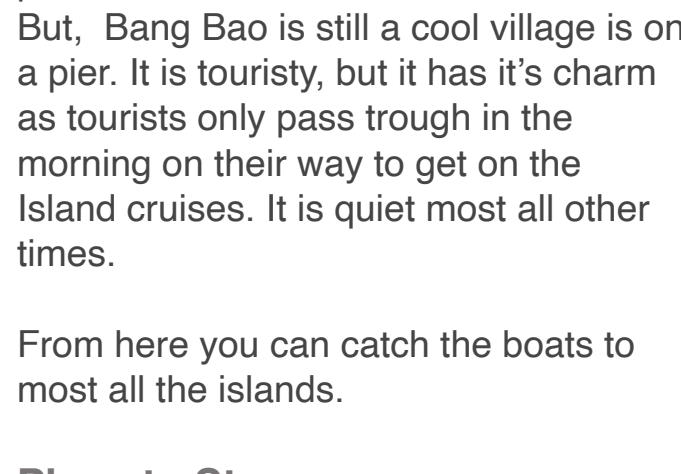 But,  Bang Bao is still a cool village is on
a pier. It is touristy, but it has it's charm
as tourists only pass trough in the
morning on their way to get on the
Island cruises. It is quiet most all other
times.
From here you can catch the boats to
most all the islands.